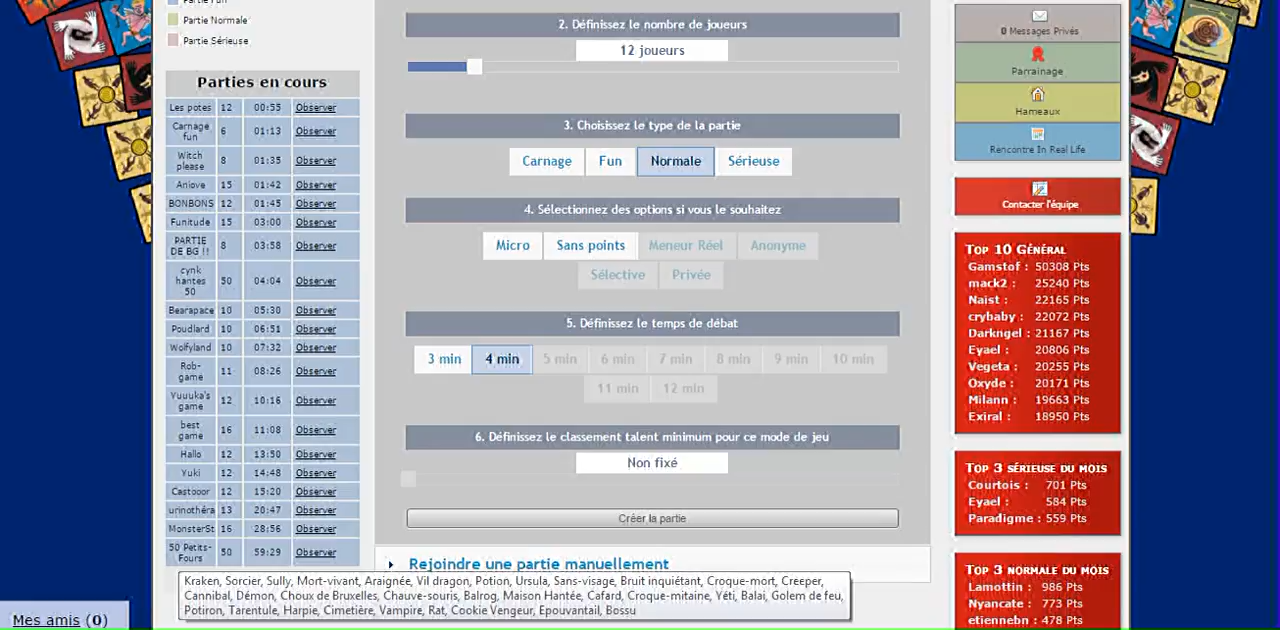 Partie Fun
Partie Normale
Partie Sérieuse
Parties en cours
Les potes 12 00:55 Observer
Carnage fun 6 01:13 Observer
Witch please 8 01:35 Observer
Aniove 15 01:42 Observer
BONBONS 12 01:45 Observer
Funitude 15 03:00 Observer
PARTIE DE BG !! 8 03:58 Observer
cynk hantes 50 50 04:04 Observer
Bearapace 10 05:30 Observer
Poudlard 10 06:51 Observer
Wolfyland 10 07:32 Observer
Rob-game 11 08:26 Observer
Yuuuka's game 12 10:16 Observer
best game 16 11:08 Observer
Hallo 12 13:50 Observer
Yuki 12 14:48 Observer
Castooor 12 15:20 Observer
urinothéra 13 20:47 Observer
MonsterSt 16 28:56 Observer
50 Petits-Fours 50 59:29 Observer
Mes amis (0)
2. Définissez le nombre de joueurs
12 joueurs
3. Choisissez le type de la partie
Carnage Fun Normale Sérieuse
4. Sélectionnez des options si vous le souhaitez
Micro Sans points Meneur Réel Anonyme
Sélective Privée
5. Définissez le temps de débat
3 min 4 min 5 min 6 min 7 min 8 min 9 min 10 min
11 min 12 min
6. Définissez le classement talent minimum pour ce mode de jeu
Non fixé
Créer la partie
Rejoindre une partie manuellement
Kraken, Sorcier, Sully, Mort-vivant, Araignée, Vil dragon, Potion, Ursula, Sans-visage, Bruit inquiétant, Croque-mort, Creeper,
Cannibal, Démon, Choux de Bruxelles, Chauve-souris, Balrog, Maison Hantée, Cafard, Croque-mitaine, Yéti, Balai, Golem de feu,
Potiron, Tarentule, Harpie, Cimetière, Vampire, Rat, Cookie Vengeur, Epouvantail, Bossu
0 Messages Privés
Parrainage
Hameaux
Rencontre In Real Life
Contacter l'équipe
Top 10 Général
Gamstof : 50308 Pts
mack2 : 25240 Pts
Naist : 22165 Pts
crybaby : 22072 Pts
Darkngel : 21167 Pts
Eyael : 20806 Pts
Vegeta : 20255 Pts
Oxyde : 20171 Pts
Milann : 19663 Pts
Exiral : 18950 Pts
Top 3 sérieuse du mois
Courtois : 701 Pts
Eyael : 584 Pts
Paradigme : 559 Pts
Top 3 normale du mois
Lamottin : 986 Pts
Nyancate : 773 Pts
etiennebn : 478 Pts